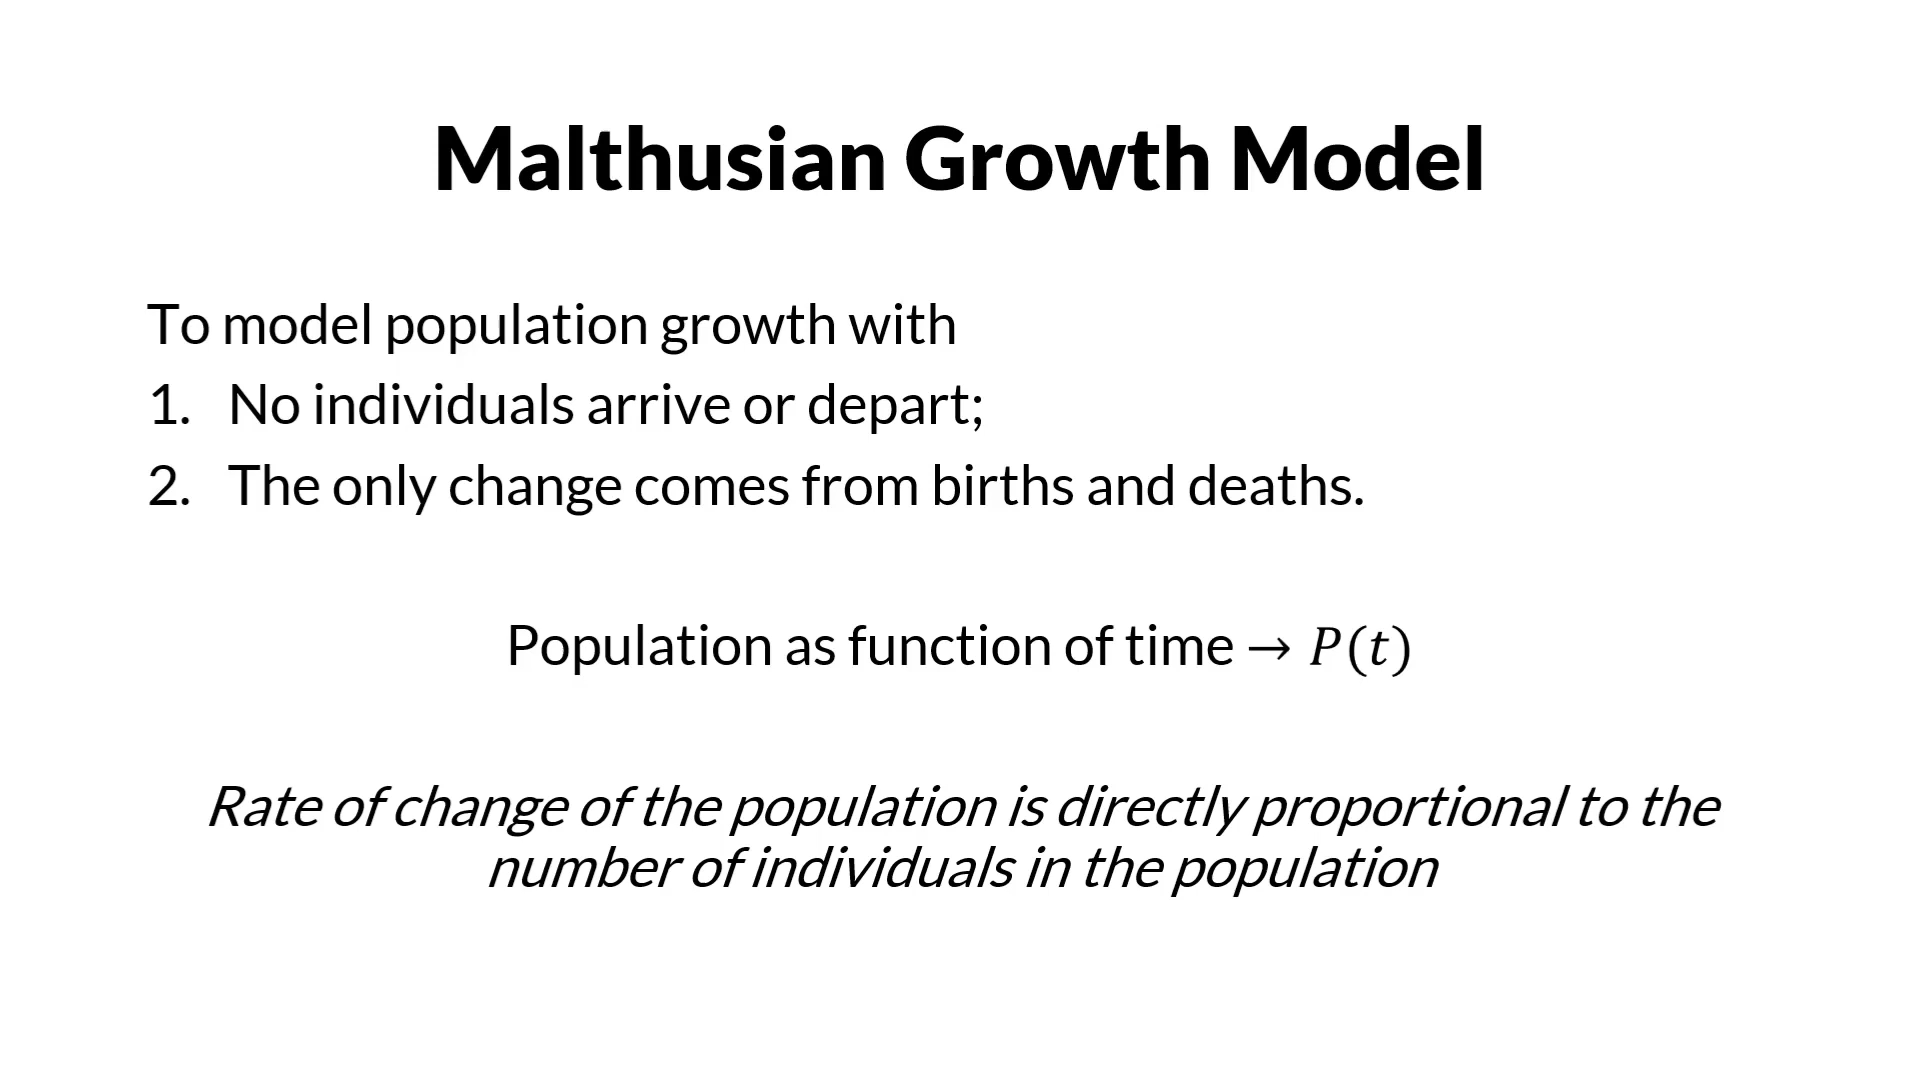 Malthusian Growth Model
To model population growth with
1. No individuals arrive or depart;
2. The only change comes from births and deaths.
Population as function of time → P(t)
Rate of change of the population is directly proportional to the
number of individuals in the population